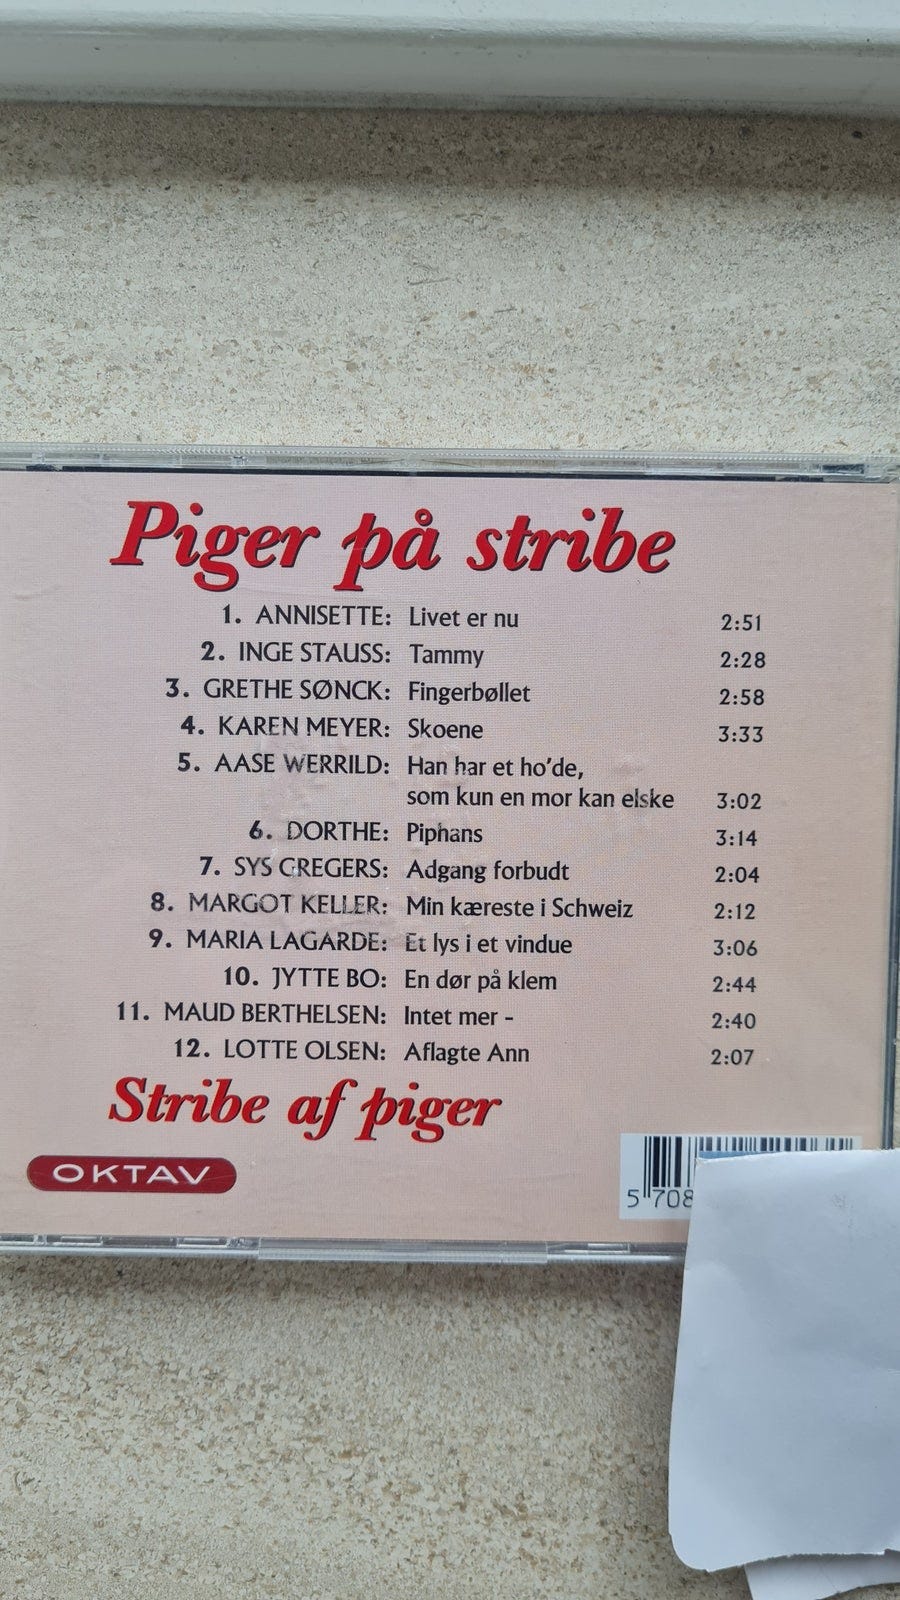 Piger på stribe
1. ANNISETTE: Livet er nu 2:51
2. INGE STAUSS: Tammy 2:28
3. GRETHE SØNCK: Fingerbøllet 2:58
4. KAREN MEYER: Skoene 3:33
5. AASE WERRILD: Han har et ho'de,
som kun en mor kan elske 3:02
6. DORTHE: Piphans 3:14
7. SYS GREGERS: Adgang forbudt 2:04
8. MARGOT KELLER: Min kæreste i Schweiz 2:12
9. MARIA LAGARDE: Et lys i et vindue 3:06
10. JYTTE BO: En dør på klem 2:44
11. MAUD BERTHELSEN: Intet mer - 2:40
12. LOTTE OLSEN: Aflagte Ann 2:07
Stribe af piger
OKTAV
5 708